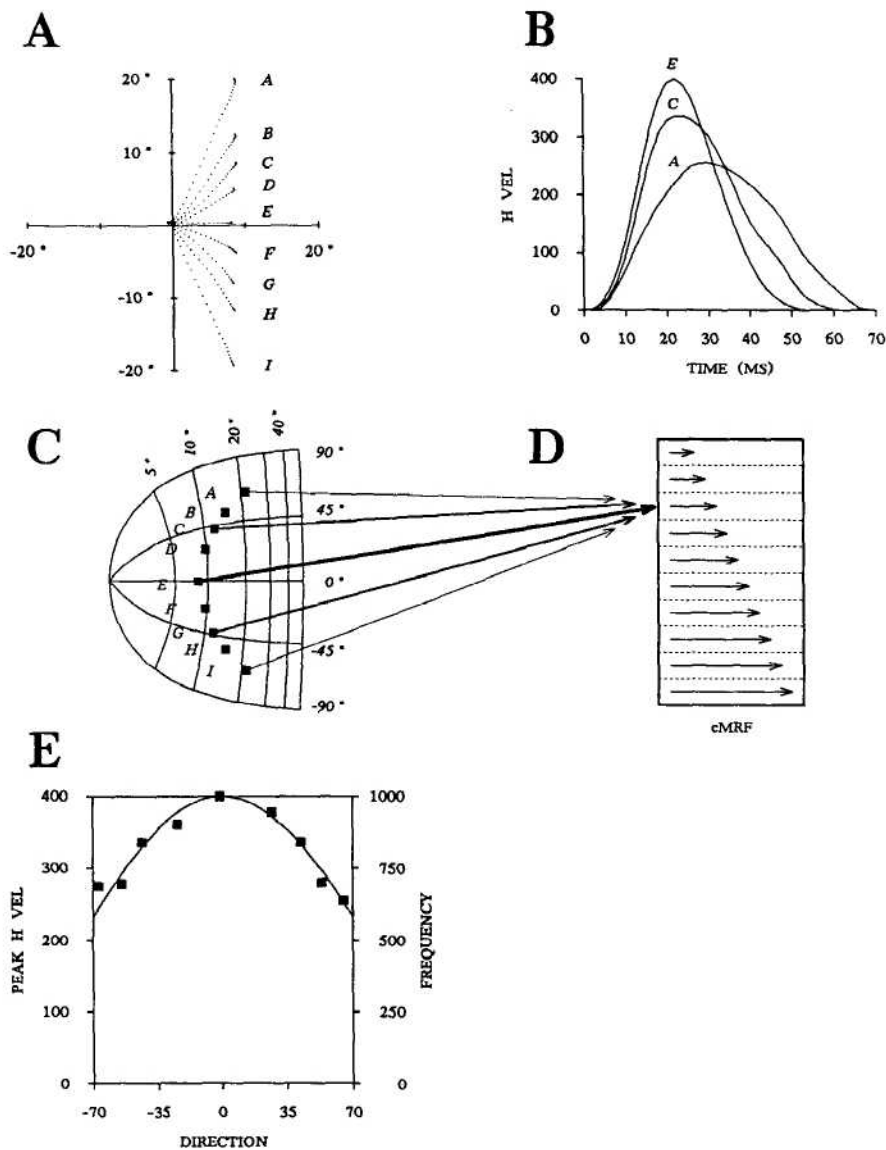 A
20°
10°
-20°
20°
-10°
-20°
A
B
C
D
E
F
G
H
I
B
H VEL
400
300
200
100
0
E
C
A
0 10 20 30 40 50 60 70
TIME (MS)
C
5°
10°
20°
40°
90°
45°
0°
-45°
-90°
A
B
C
D
E
F
G
H
I
D
cMRF
E
PEAK H VEL
400
300
200
100
0
1000
750
500
250
0
FREQUENCY
-70 -35 0 35 70
DIRECTION